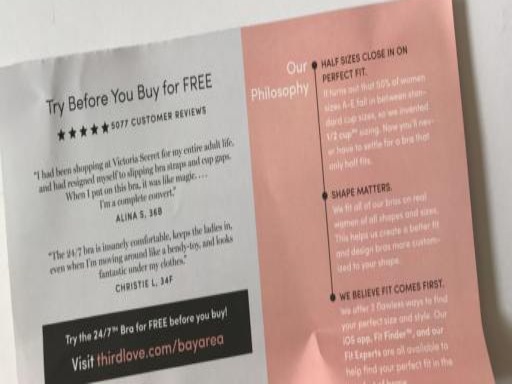 Try Before You Buy for FREE
★★★★★ 5077 CUSTOMER REVIEWS
"I had been shopping at Victoria Secret for my entire adult life,
and had resigned myself to slipping bra straps and cup gaps.
When I put on this bra, it was like magic. . . .
I'm a complete convert."
ALINA S, 36B
"The 24/7 bra is insanely comfortable, keeps the ladies in,
even when I'm moving around like a bendy-toy, and looks
fantastic under my clothes."
CHRISTIE L, 34F
Try the 24/7™ Bra for FREE before you buy!
Visit thirdlove.com/bayarea
Our
Philosophy
HALF SIZES CLOSE IN ON
PERFECT FIT.
It turns out that 50% of women
sizes A-E fall in between stan-
dard cup sizes, so we invented
1/2 cup™ sizing. Now you'll nev-
er have to settle for a bra that
only half fits.
SHAPE MATTERS.
We fit all of our bras on real
women of all shapes and sizes.
This helps us create a better fit
and design bras more custom-
ized to your shape.
WE BELIEVE FIT COMES FIRST.
We offer 3 flawless ways to find
your perfect size and style. Our
iOS app, Fit Finder™, and our
Fit Experts are all available to
help find your perfect fit in the
of home